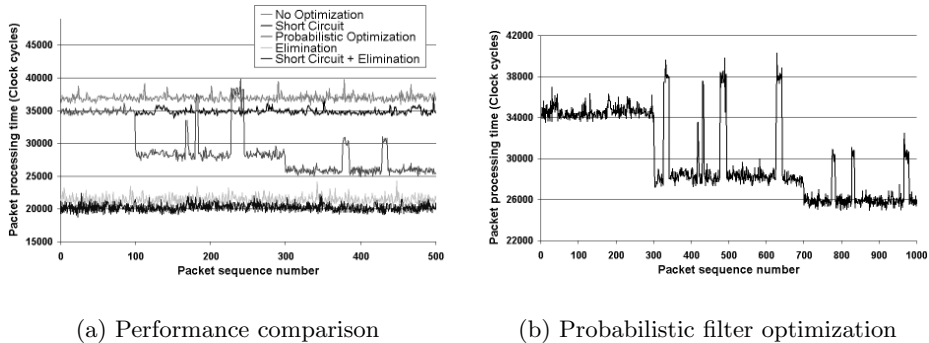 No Optimization
Short Circuit
Probabilistic Optimization
Elimination
Short Circuit + Elimination
Packet processing time (Clock cycles)
45000
40000
35000
30000
25000
20000
15000
0
100
200
300
400
500
Packet sequence number
(a) Performance comparison
Packet processing time (Clock cycles)
42000
38000
34000
30000
26000
22000
0
100
200
300
400
500
600
700
800
900
1000
Packet sequence number
(b) Probabilistic filter optimization